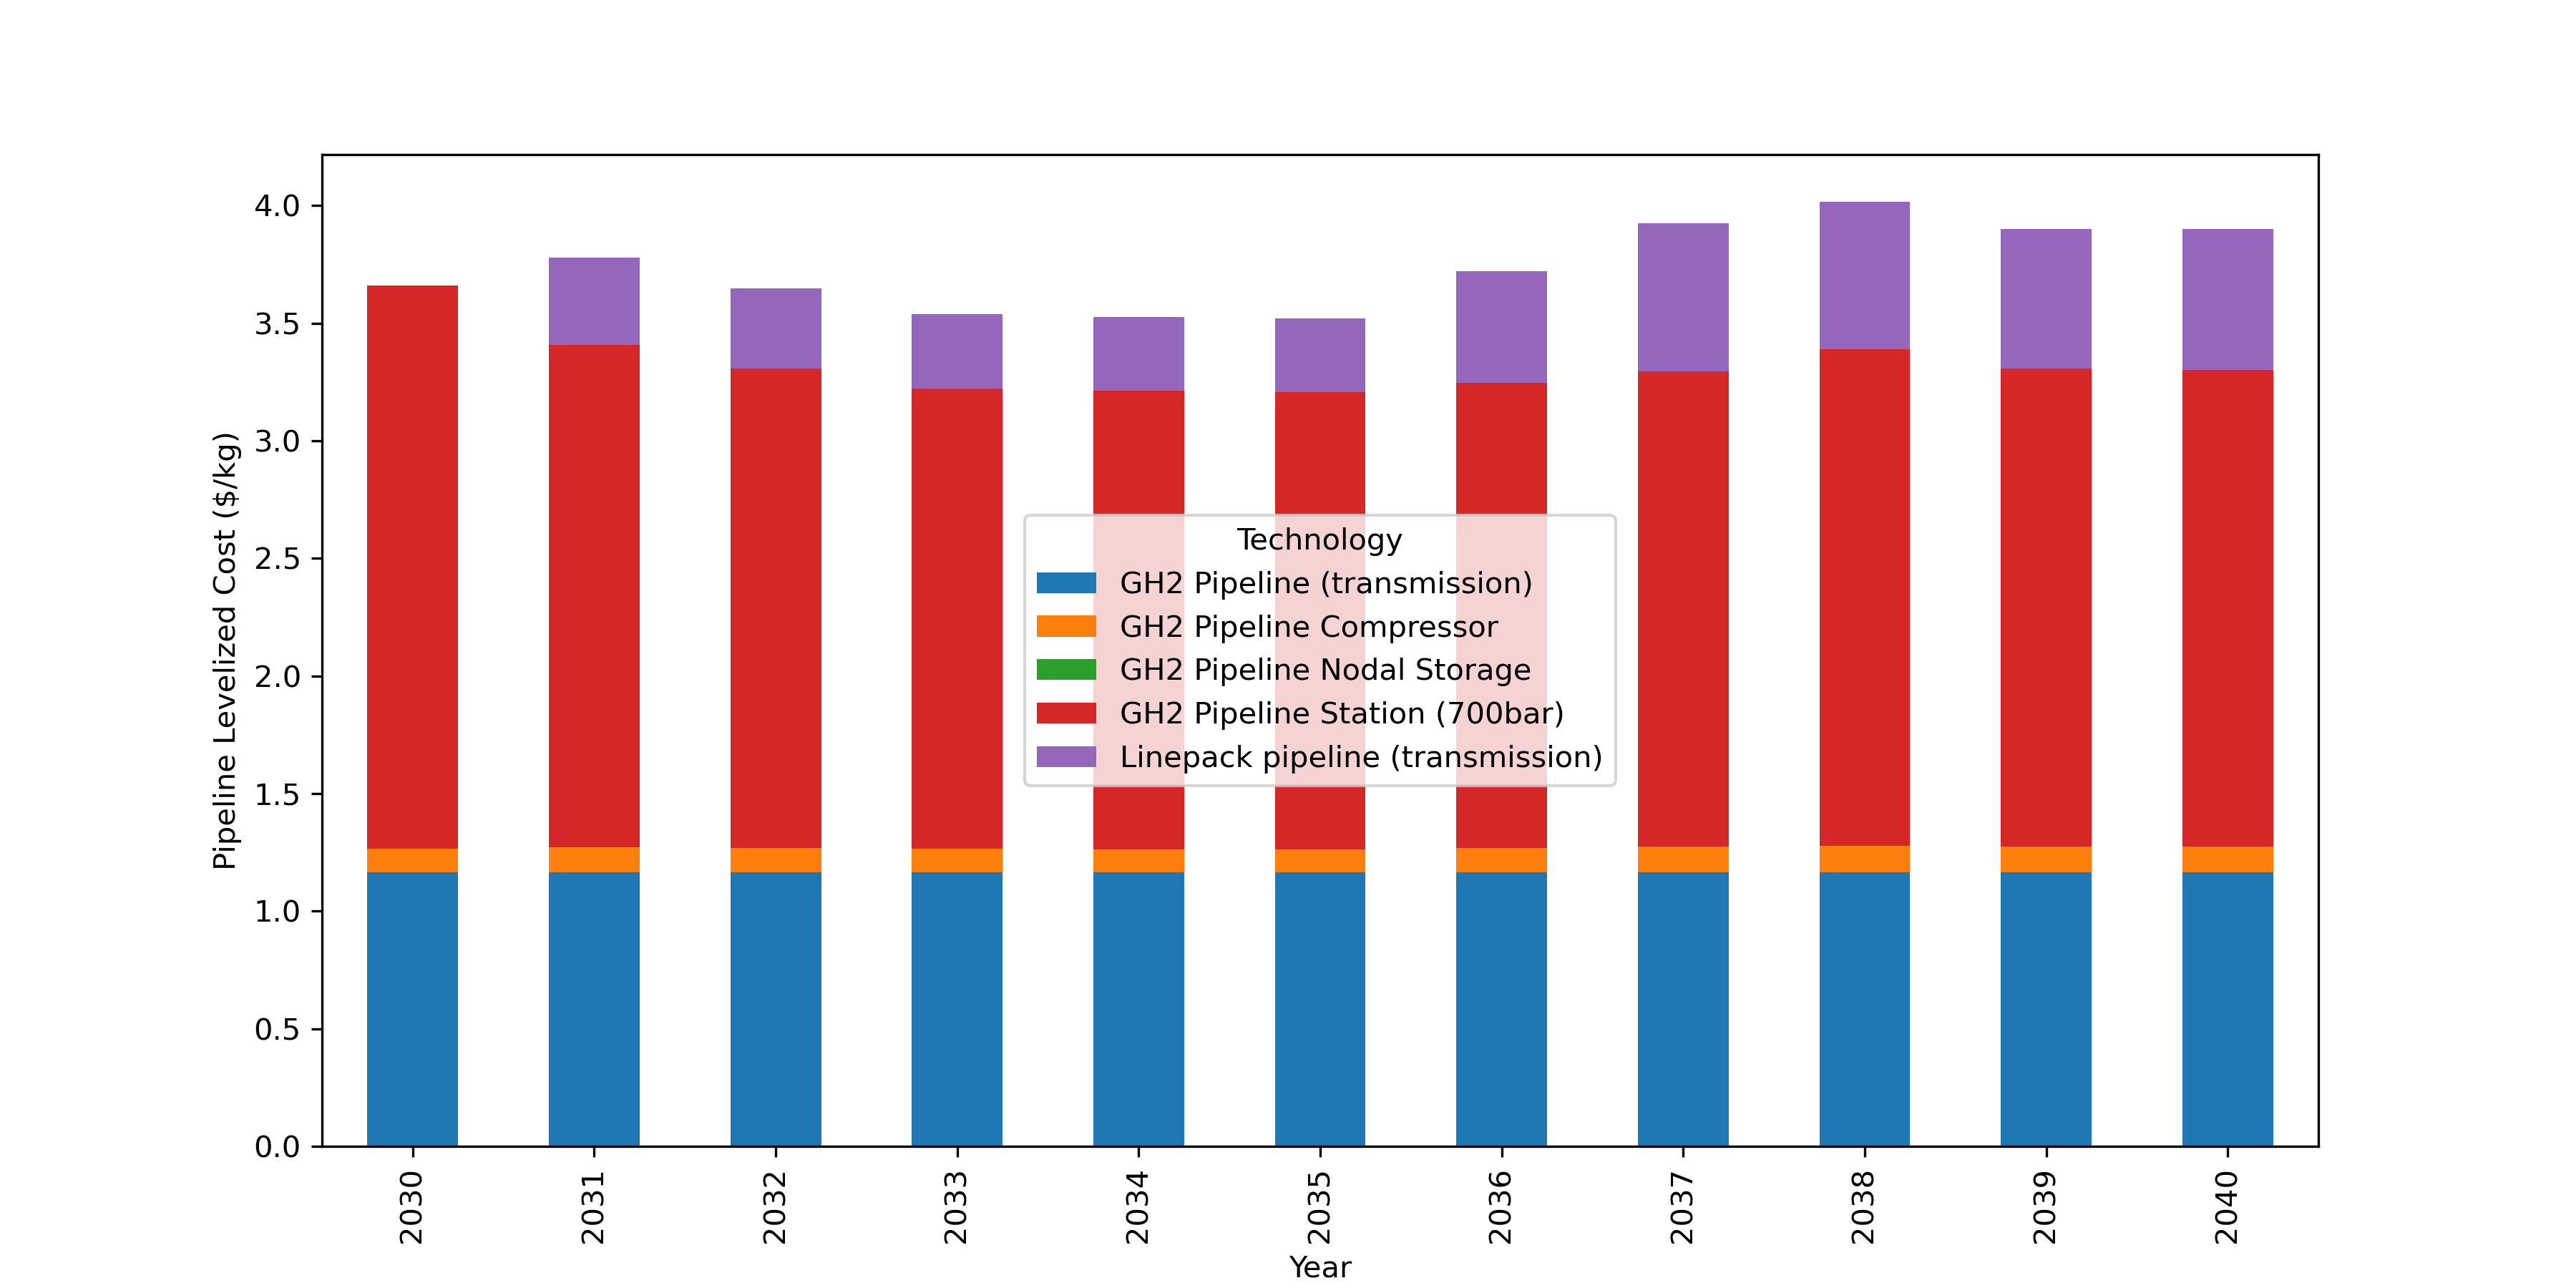 Pipeline Levelized Cost ($/kg)
4.0
3.5
3.0
2.5
2.0
1.5
1.0
0.5
0.0
Technology
GH2 Pipeline (transmission)
GH2 Pipeline Compressor
GH2 Pipeline Nodal Storage
GH2 Pipeline Station (700bar)
Linepack pipeline (transmission)
2030
2031
2032
2033
2034
2035
2036
2037
2038
2039
2040
Year